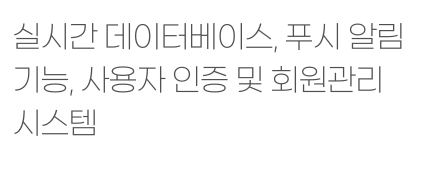 실시간 데이터베이스, 푸시 알림
기능, 사용자 인증 및 회원관리
시스템